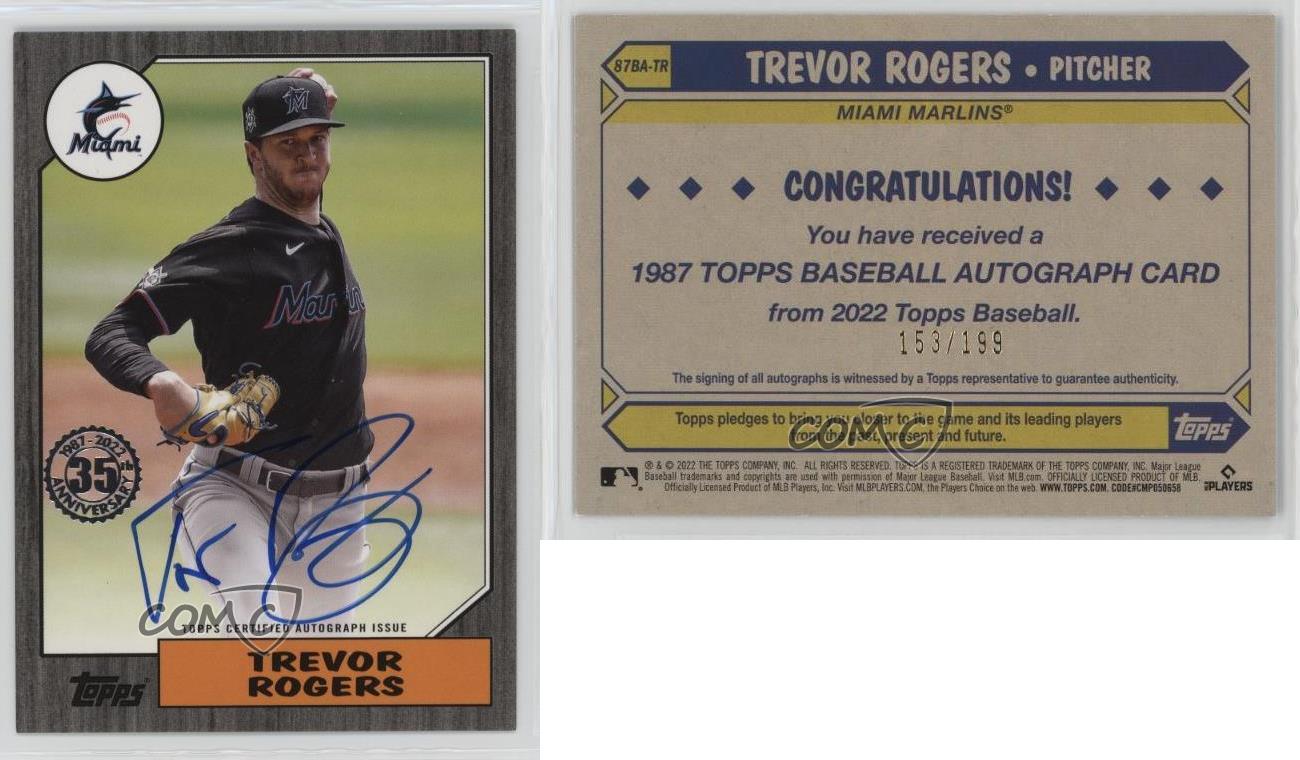 Miami
M
Marlins
1987-2022
35th
ANNIVERSARY
COMC
TOPPS CERTIFIED AUTOGRAPH ISSUE
TREVOR
ROGERS
Topps
87BA-TR
TREVOR ROGERS • PITCHER
MIAMI MARLINS®
CONGRATULATIONS!
You have received a
1987 TOPPS BASEBALL AUTOGRAPH CARD
from 2022 Topps Baseball.
153/199
The signing of all autographs is witnessed by a Topps representative to guarantee authenticity.
Topps pledges to bring you closer to the game and its leading players
from the past, present and future.
Topps
COMC
® & © 2022 THE TOPPS COMPANY, INC. ALL RIGHTS RESERVED. TOPPS IS A REGISTERED TRADEMARK OF THE TOPPS COMPANY, INC. Major League
Baseball trademarks and copyrights are used with permission of Major League Baseball. Visit MLB.com. OFFICIALLY LICENSED PRODUCT OF MLB.
Officially Licensed Product of MLB Players, Inc. Visit MLBPLAYERS.COM, the Players Choice on the web. WWW.TOPPS.COM. CODE#CMP050658
MLB PLAYERS